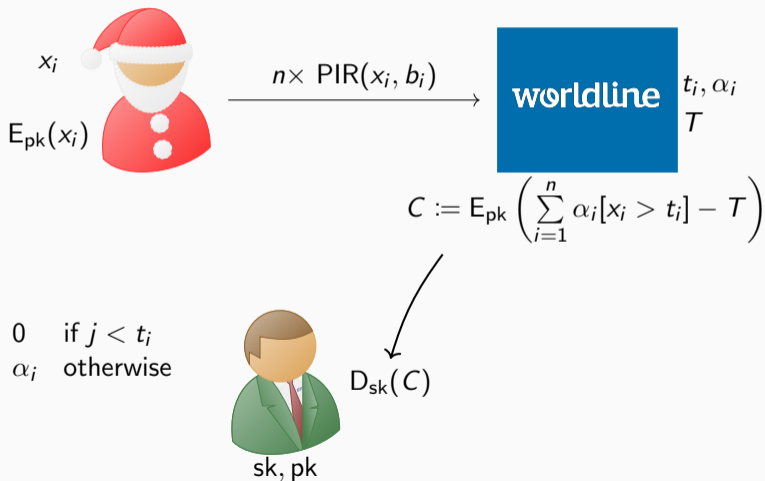 x_i
E_pk(x_i)
n× PIR(x_i, b_i)
worldline
t_i, α_i
T
C := E_pk ( ∑_{i=1}^{n} α_i[x_i > t_i] − T )
0 if j < t_i
α_i otherwise
D_sk(C)
sk, pk